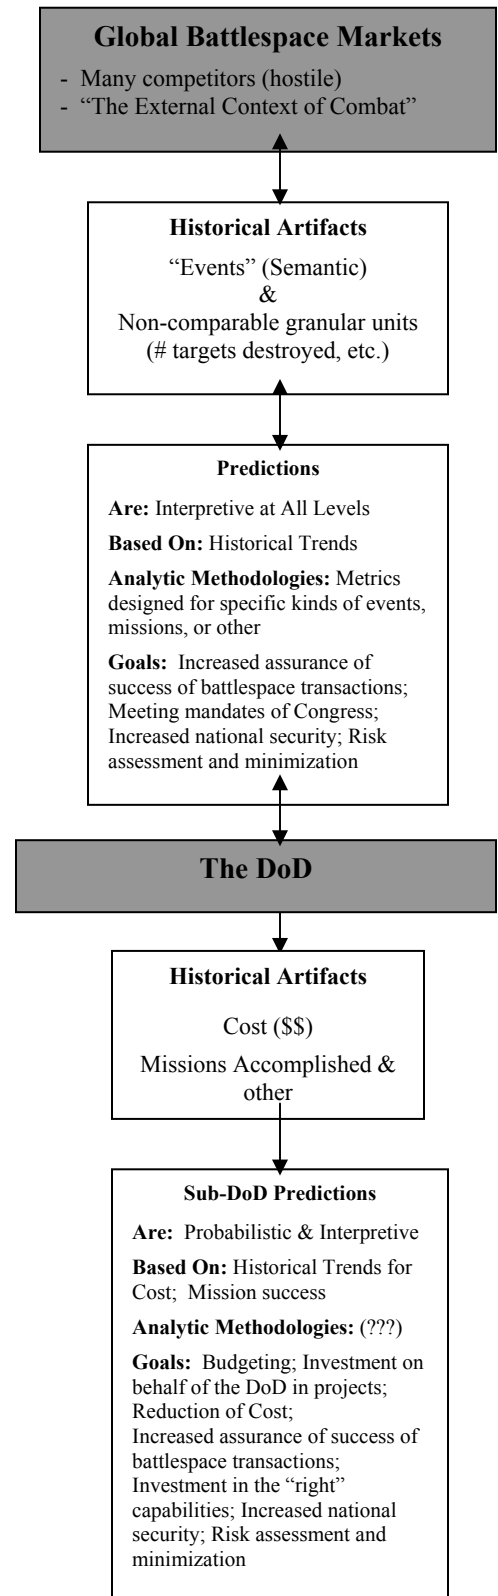 Global Battlespace Markets
- Many competitors (hostile)
- “The External Context of Combat”
Historical Artifacts
“Events” (Semantic)
&
Non-comparable granular units
(# targets destroyed, etc.)
Predictions
Are: Interpretive at All Levels
Based On: Historical Trends
Analytic Methodologies: Metrics
designed for specific kinds of events,
missions, or other
Goals: Increased assurance of
success of battlespace transactions;
Meeting mandates of Congress;
Increased national security; Risk
assessment and minimization
The DoD
Historical Artifacts
Cost ($$)
Missions Accomplished &
other
Sub-DoD Predictions
Are: Probabilistic & Interpretive
Based On: Historical Trends for
Cost; Mission success
Analytic Methodologies: (???)
Goals: Budgeting; Investment on
behalf of the DoD in projects;
Reduction of Cost;
Increased assurance of success of
battlespace transactions;
Investment in the “right”
capabilities; Increased national
security; Risk assessment and
minimization